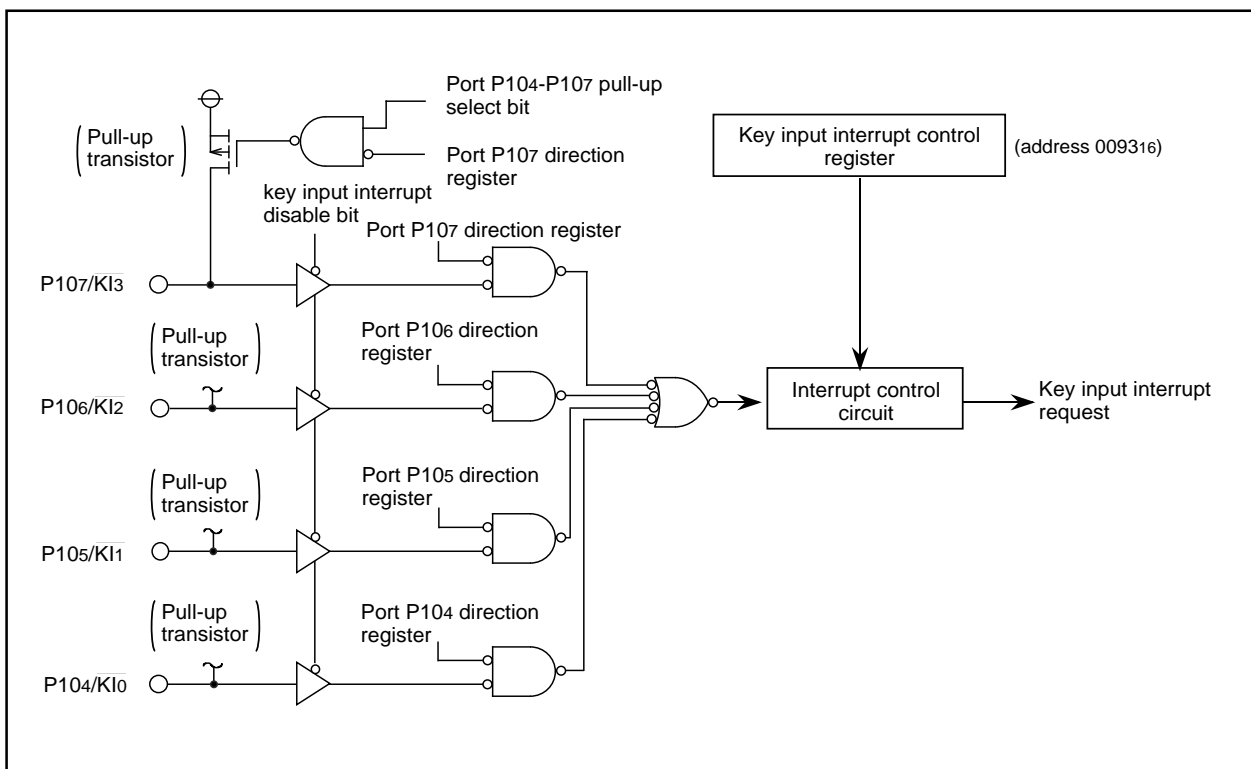 Port P104-P107 pull-up
select bit
(Pull-up
transistor)
Port P107 direction
register
Key input interrupt control
register
(address 009316)
key input interrupt
disable bit
Port P107 direction register
P107/KI3
(Pull-up
transistor)
Port P106 direction
register
P106/KI2
Interrupt control
circuit
Key input interrupt
request
(Pull-up
transistor)
Port P105 direction
register
P105/KI1
(Pull-up
transistor)
Port P104 direction
register
P104/KI0